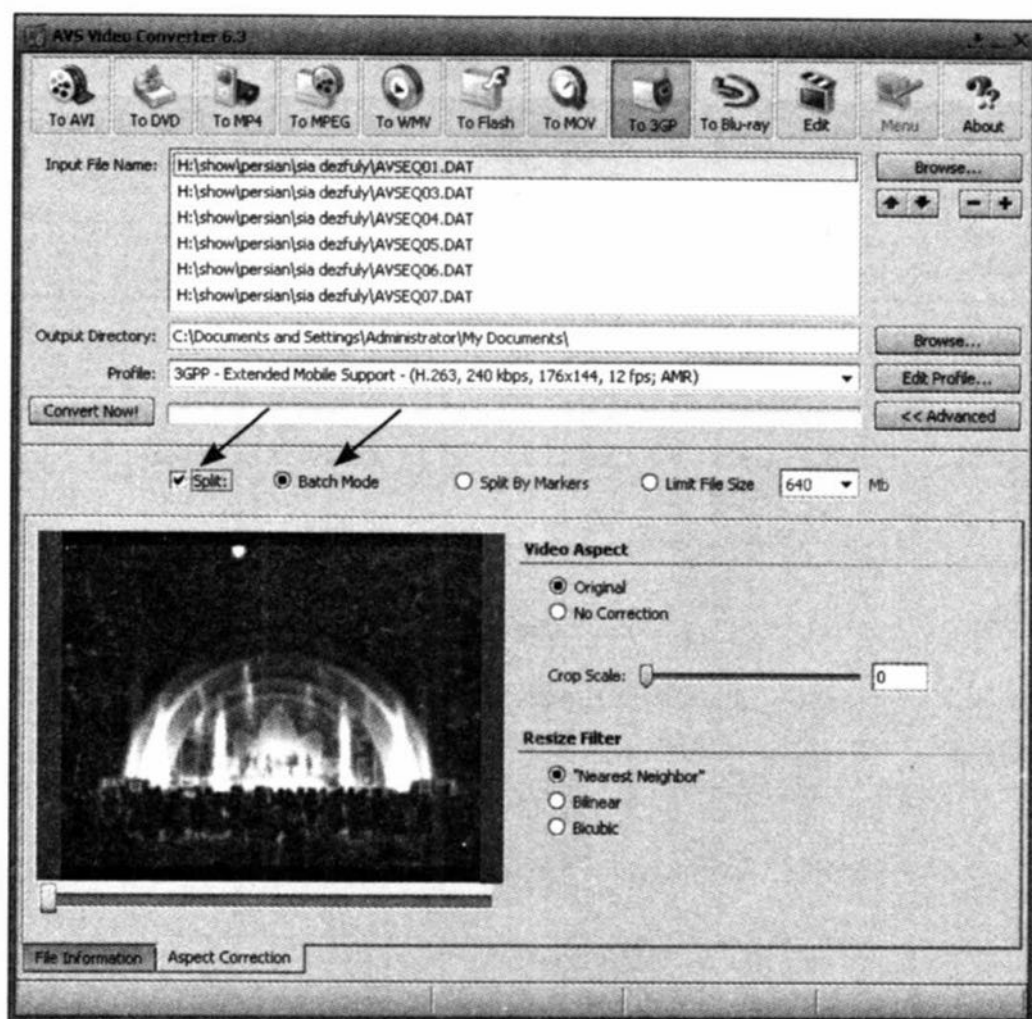 AVS Video Converter 6.3
To AVI To DVD To MP4 To MPEG To WMV To Flash To MOV To 3GP To Blu-ray Edit Menu About
Input File Name: H:\show\persian\sia dezfuly\AVSEQ01.DAT Browse...
H:\show\persian\sia dezfuly\AVSEQ03.DAT
H:\show\persian\sia dezfuly\AVSEQ04.DAT
H:\show\persian\sia dezfuly\AVSEQ05.DAT
H:\show\persian\sia dezfuly\AVSEQ06.DAT
H:\show\persian\sia dezfuly\AVSEQ07.DAT
Output Directory: C:\Documents and Settings\Administrator\My Documents\ Browse...
Profile: 3GPP - Extended Mobile Support - (H.263, 240 kbps, 176x144, 12 fps; AMR) Edit Profile...
Convert Now! << Advanced
Split: Batch Mode Split By Markers Limit File Size 640 Mb
Video Aspect
Original
No Correction
Crop Scale: 0
Resize Filter
"Nearest Neighbor"
Bilinear
Bicubic
File Information Aspect Correction